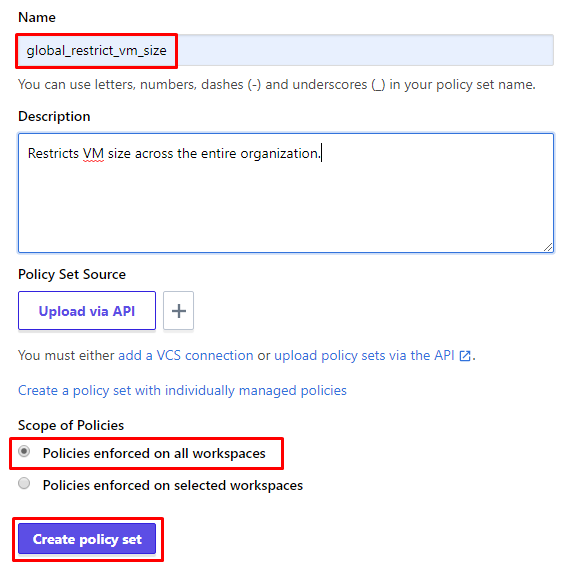 Name
global_restrict_vm_size
You can use letters, numbers, dashes (-) and underscores (_) in your policy set name.
Description
Restricts VM size across the entire organization.
Policy Set Source
Upload via API
+
You must either add a VCS connection or upload policy sets via the API.
Create a policy set with individually managed policies
Scope of Policies
Policies enforced on all workspaces
Policies enforced on selected workspaces
Create policy set